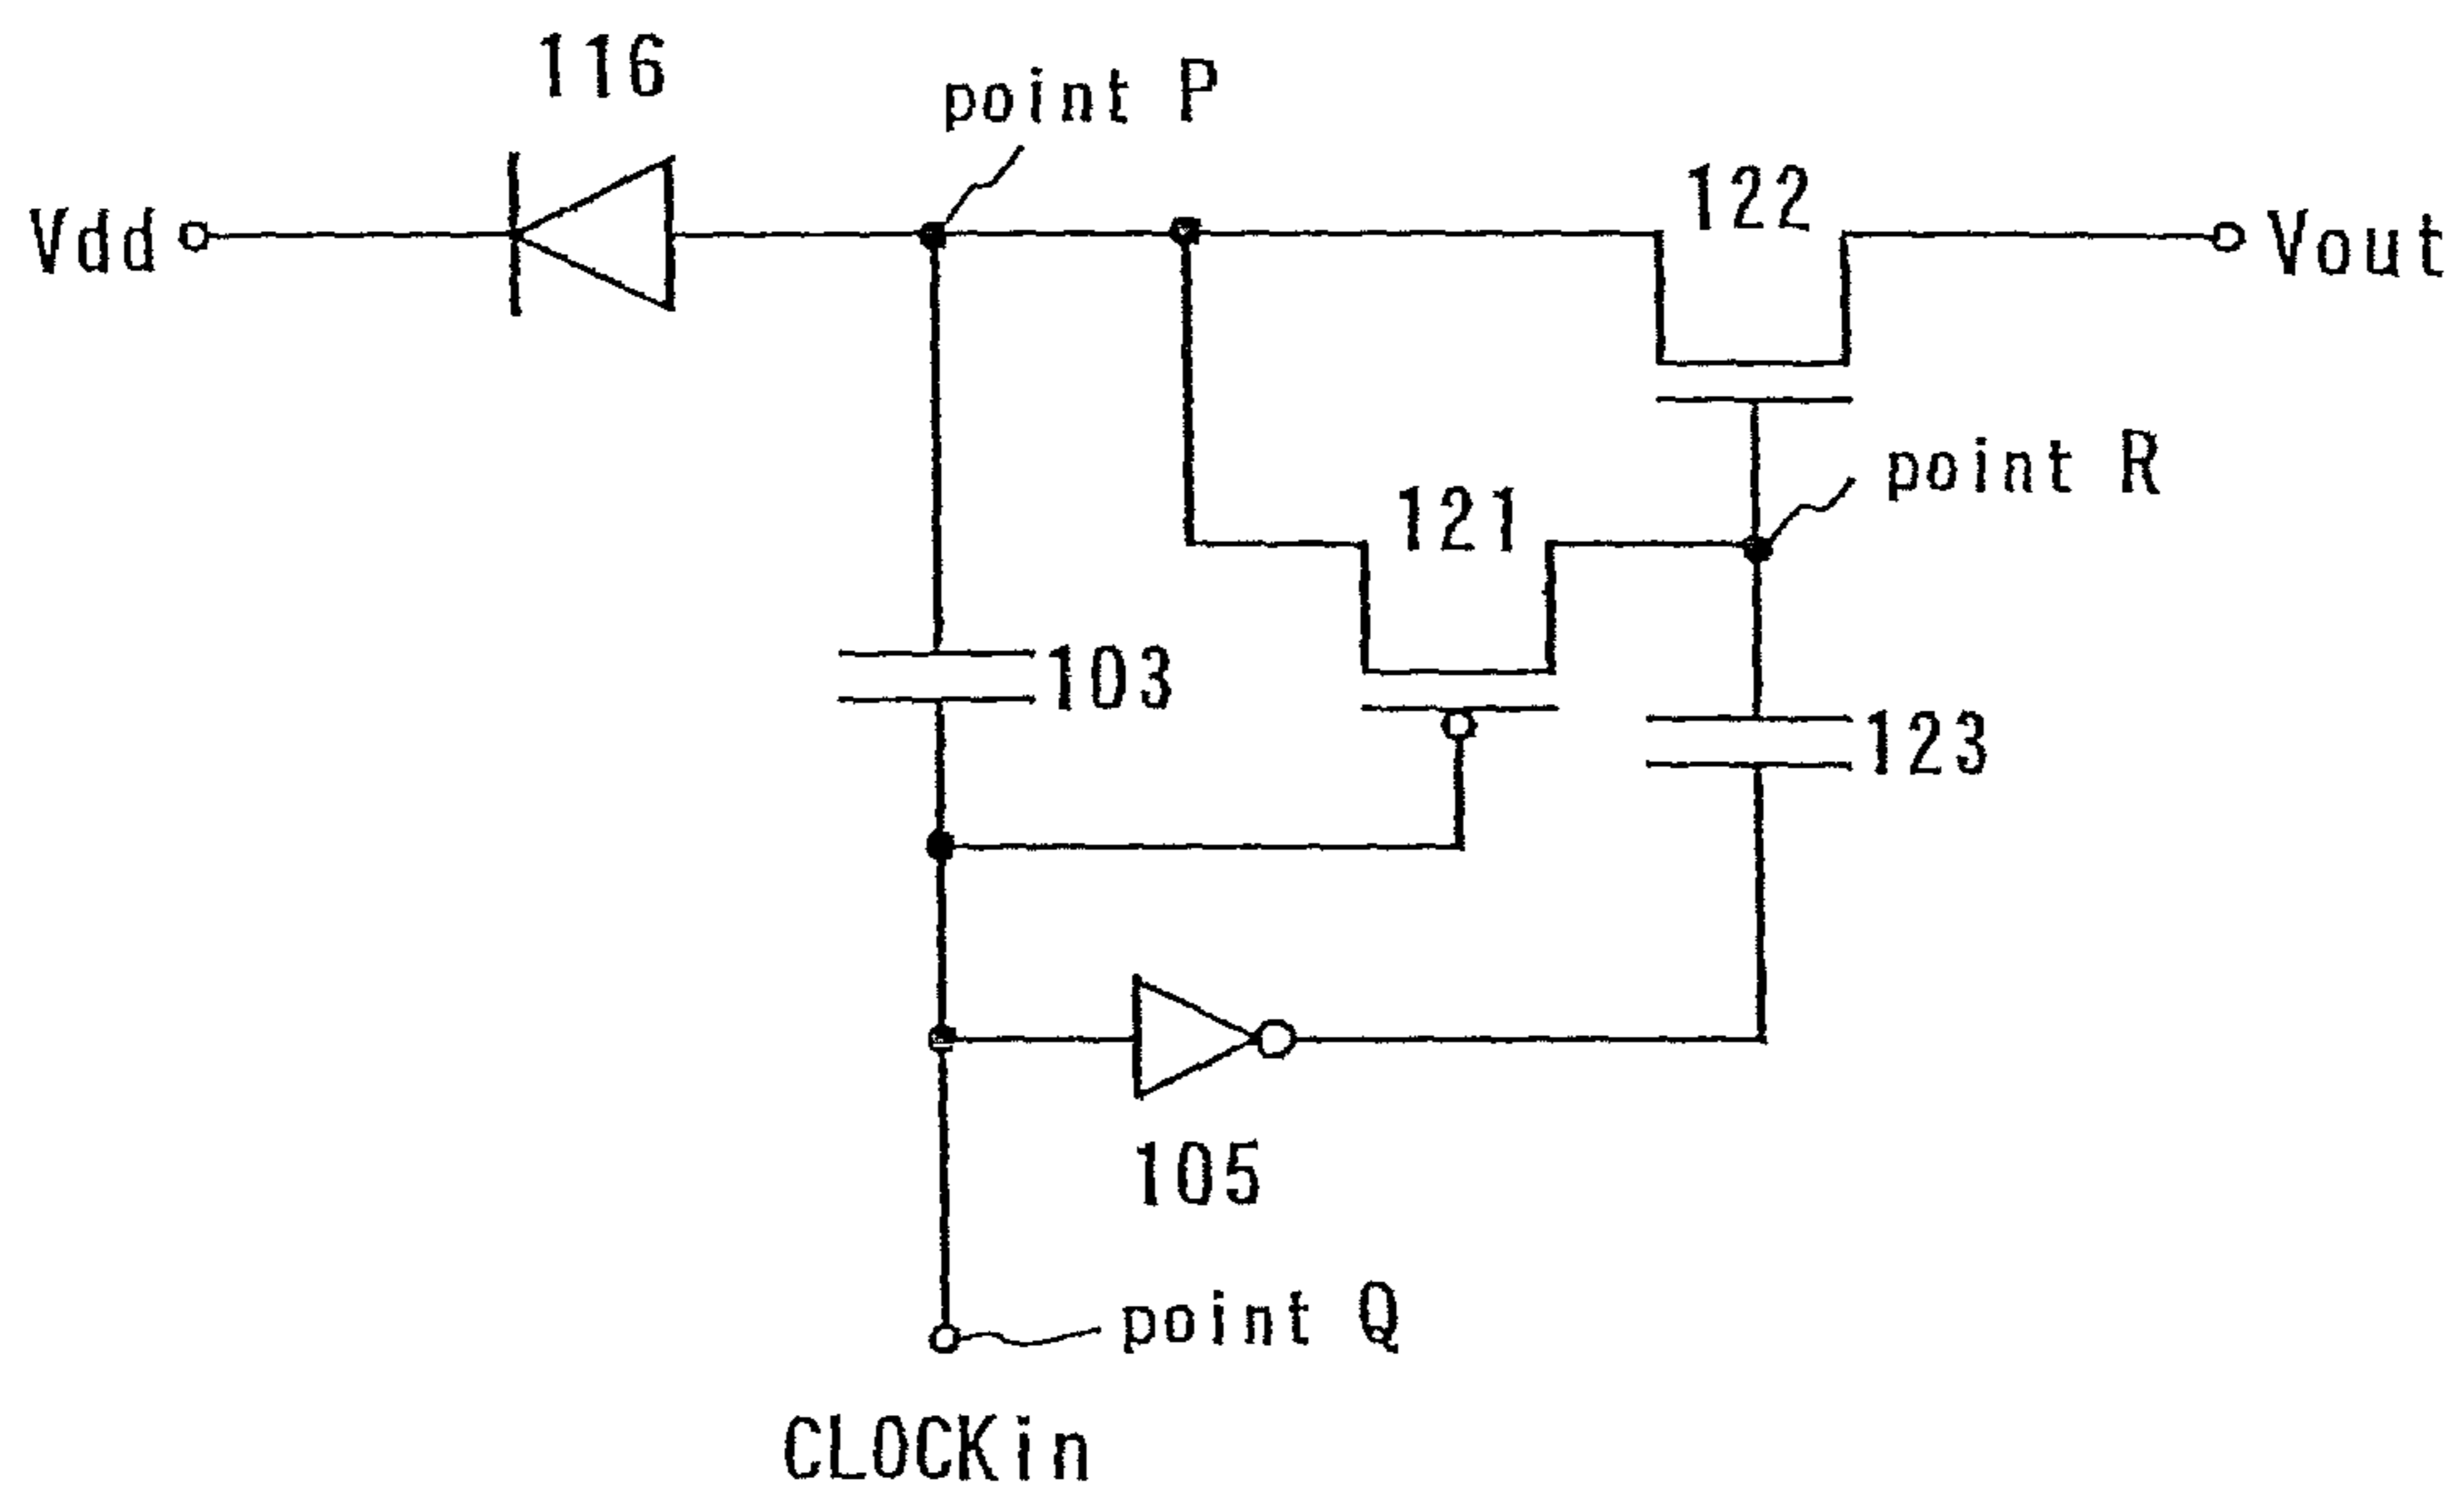 116
point P
Vdd
122
Vout
point R
121
103
123
105
point Q
CLOCKin